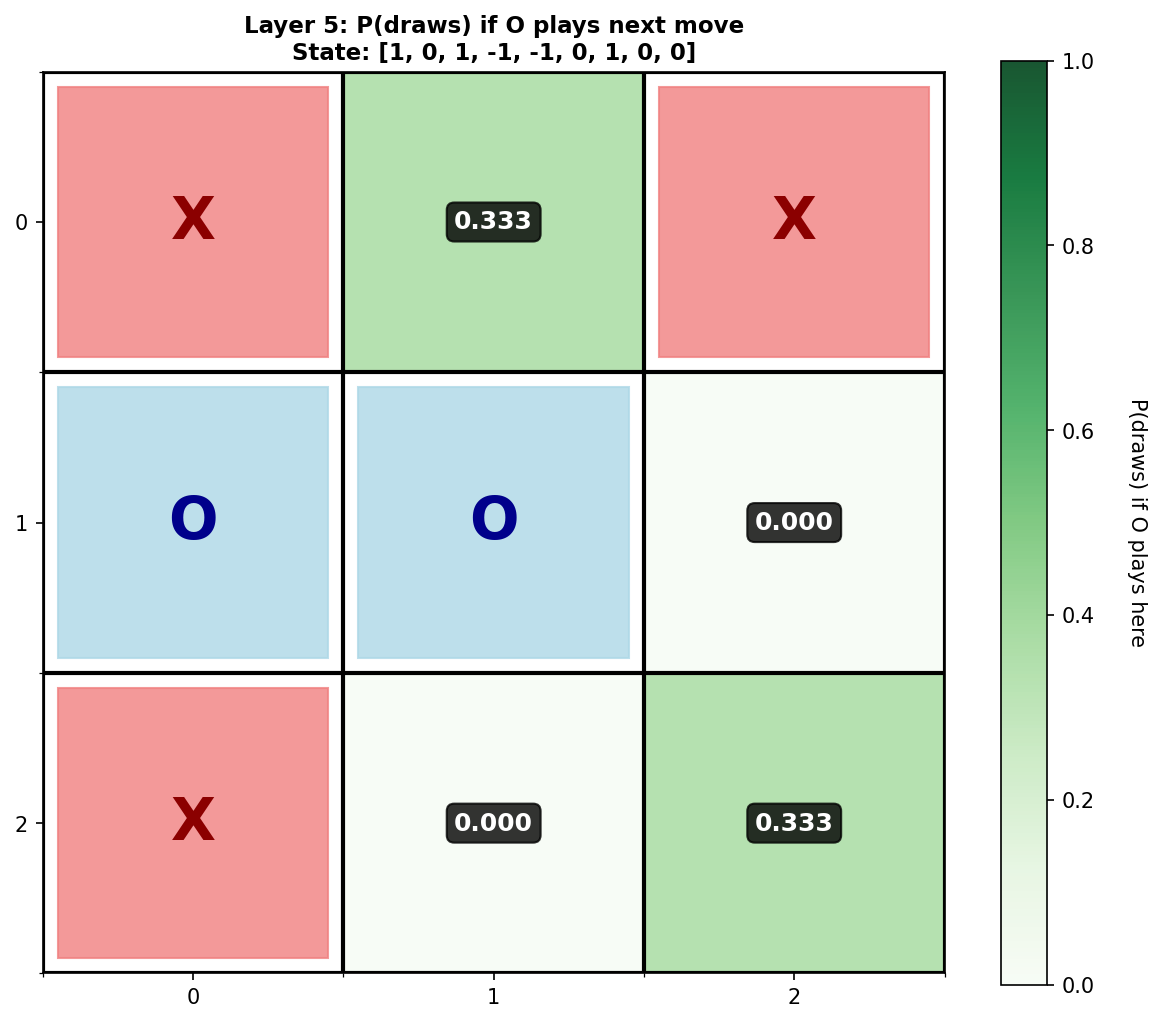 Layer 5: P(draws) if O plays next move
State: [1, 0, 1, -1, -1, 0, 1, 0, 0]
X
0.333
X
O
O
0.000
X
0.000
0.333
0
1
2
0
1
2
1.0
0.8
0.6
0.4
0.2
0.0
P(draws) if O plays here